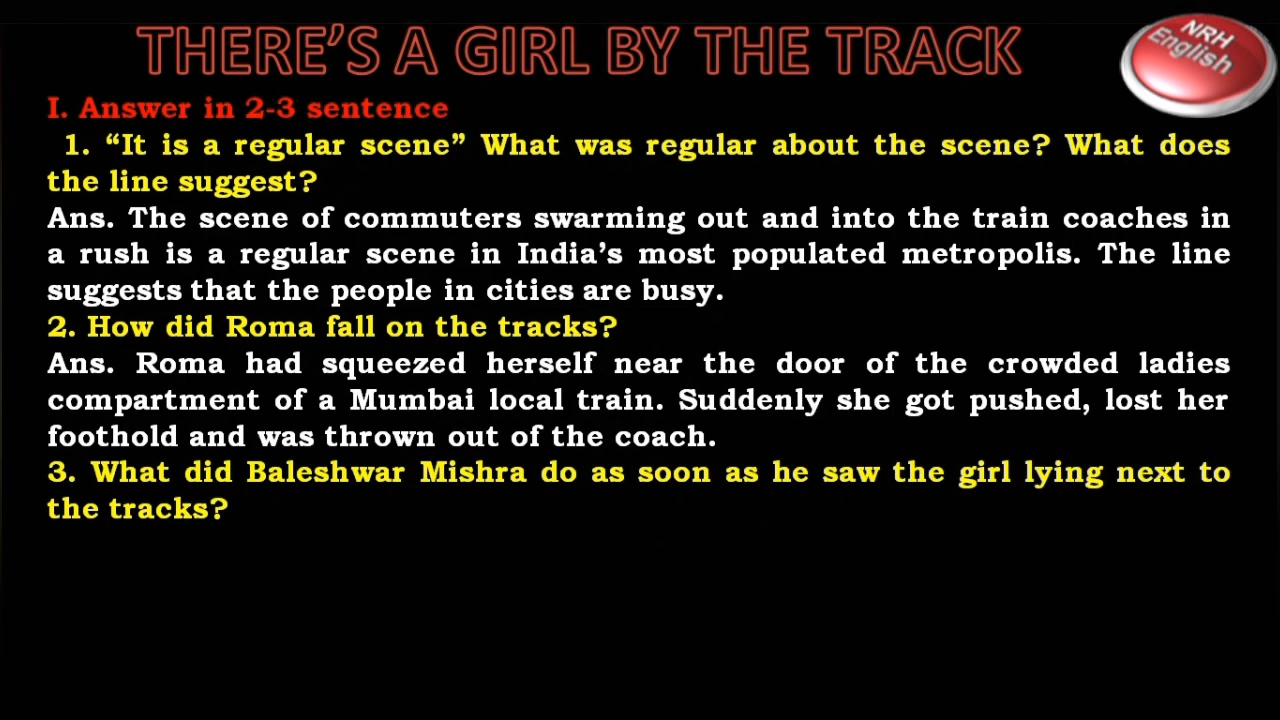 THERE'S A GIRL BY THE TRACK
NRH
English
I. Answer in 2-3 sentence
1. “It is a regular scene” What was regular about the scene? What does
the line suggest?
Ans. The scene of commuters swarming out and into the train coaches in
a rush is a regular scene in India’s most populated metropolis. The line
suggests that the people in cities are busy.
2. How did Roma fall on the tracks?
Ans. Roma had squeezed herself near the door of the crowded ladies
compartment of a Mumbai local train. Suddenly she got pushed, lost her
foothold and was thrown out of the coach.
3. What did Baleshwar Mishra do as soon as he saw the girl lying next to
the tracks?